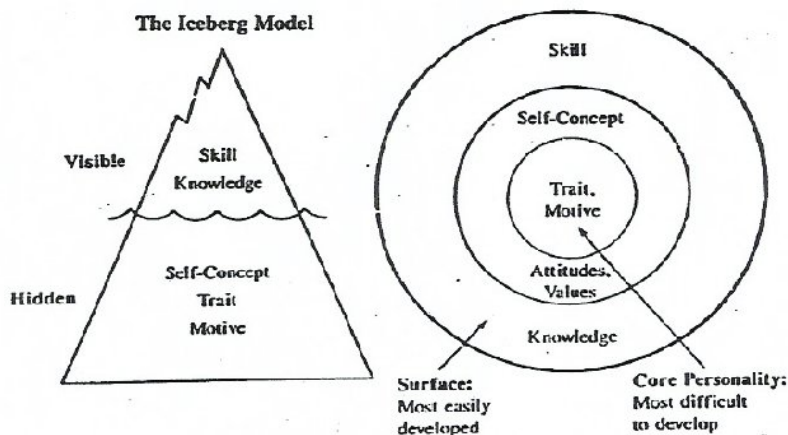 The Iceberg Model
Visible
Skill
Knowledge
Hidden
Self-Concept
Trait
Motive
Skill
Self-Concept
Trait,
Motive
Attitudes,
Values
Knowledge
Surface:
Most easily
developed
Core Personality:
Most difficult
to develop